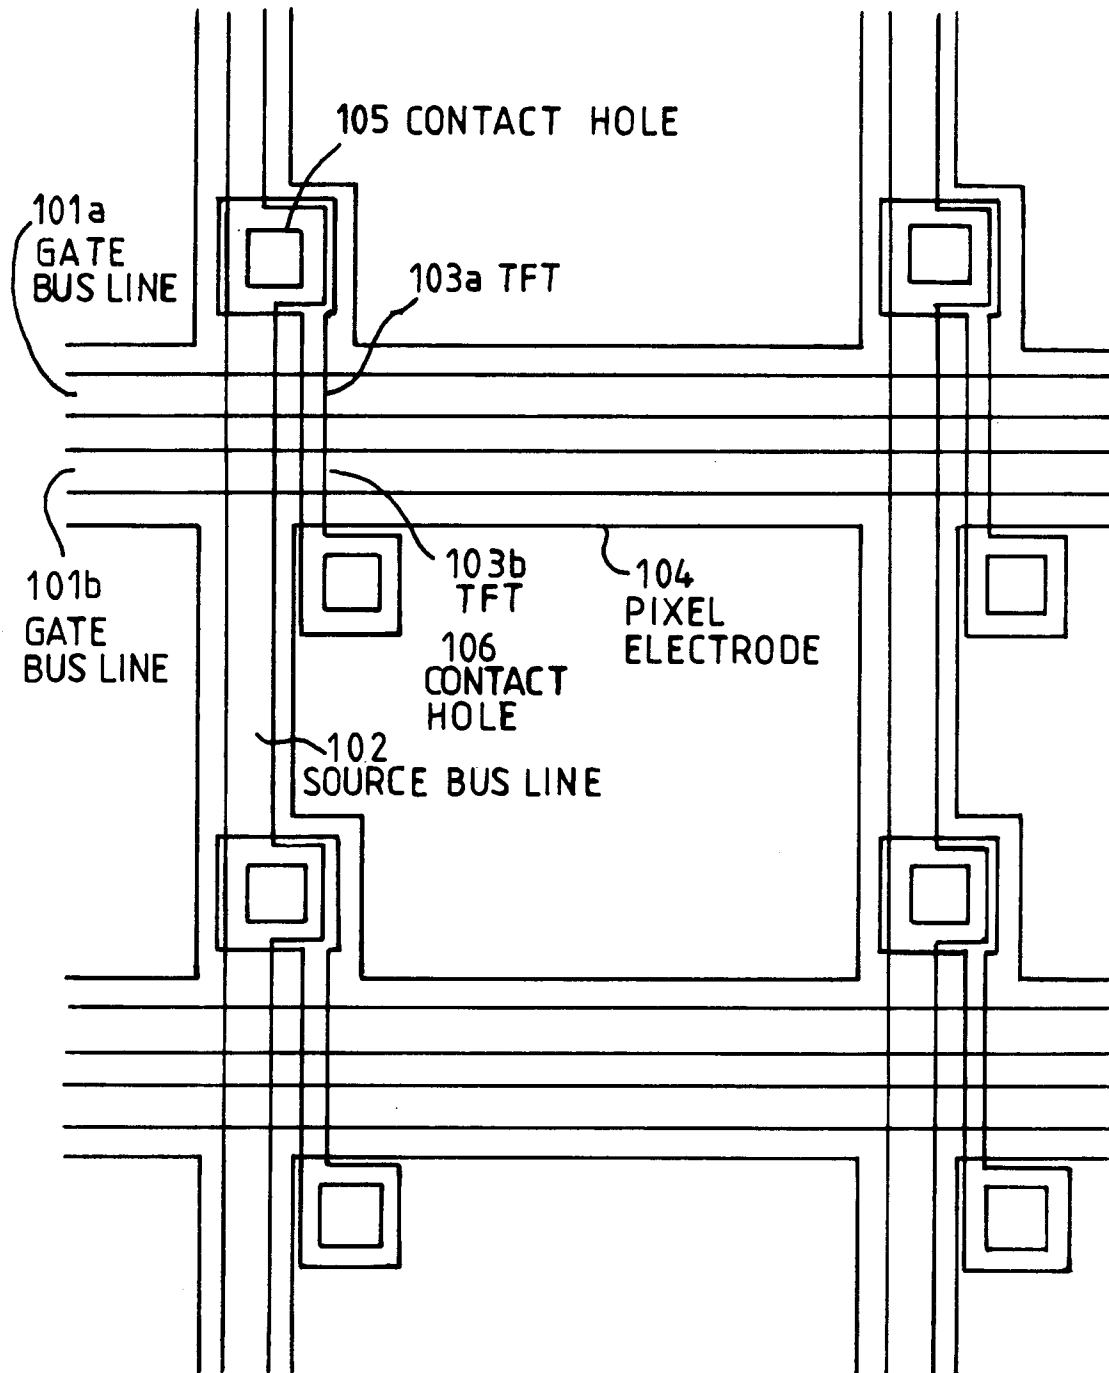 105 CONTACT HOLE
101a
GATE
BUS LINE
103a TFT
103b
TFT
104
PIXEL
ELECTRODE
101b
GATE
BUS LINE
106
CONTACT
HOLE
102
SOURCE BUS LINE